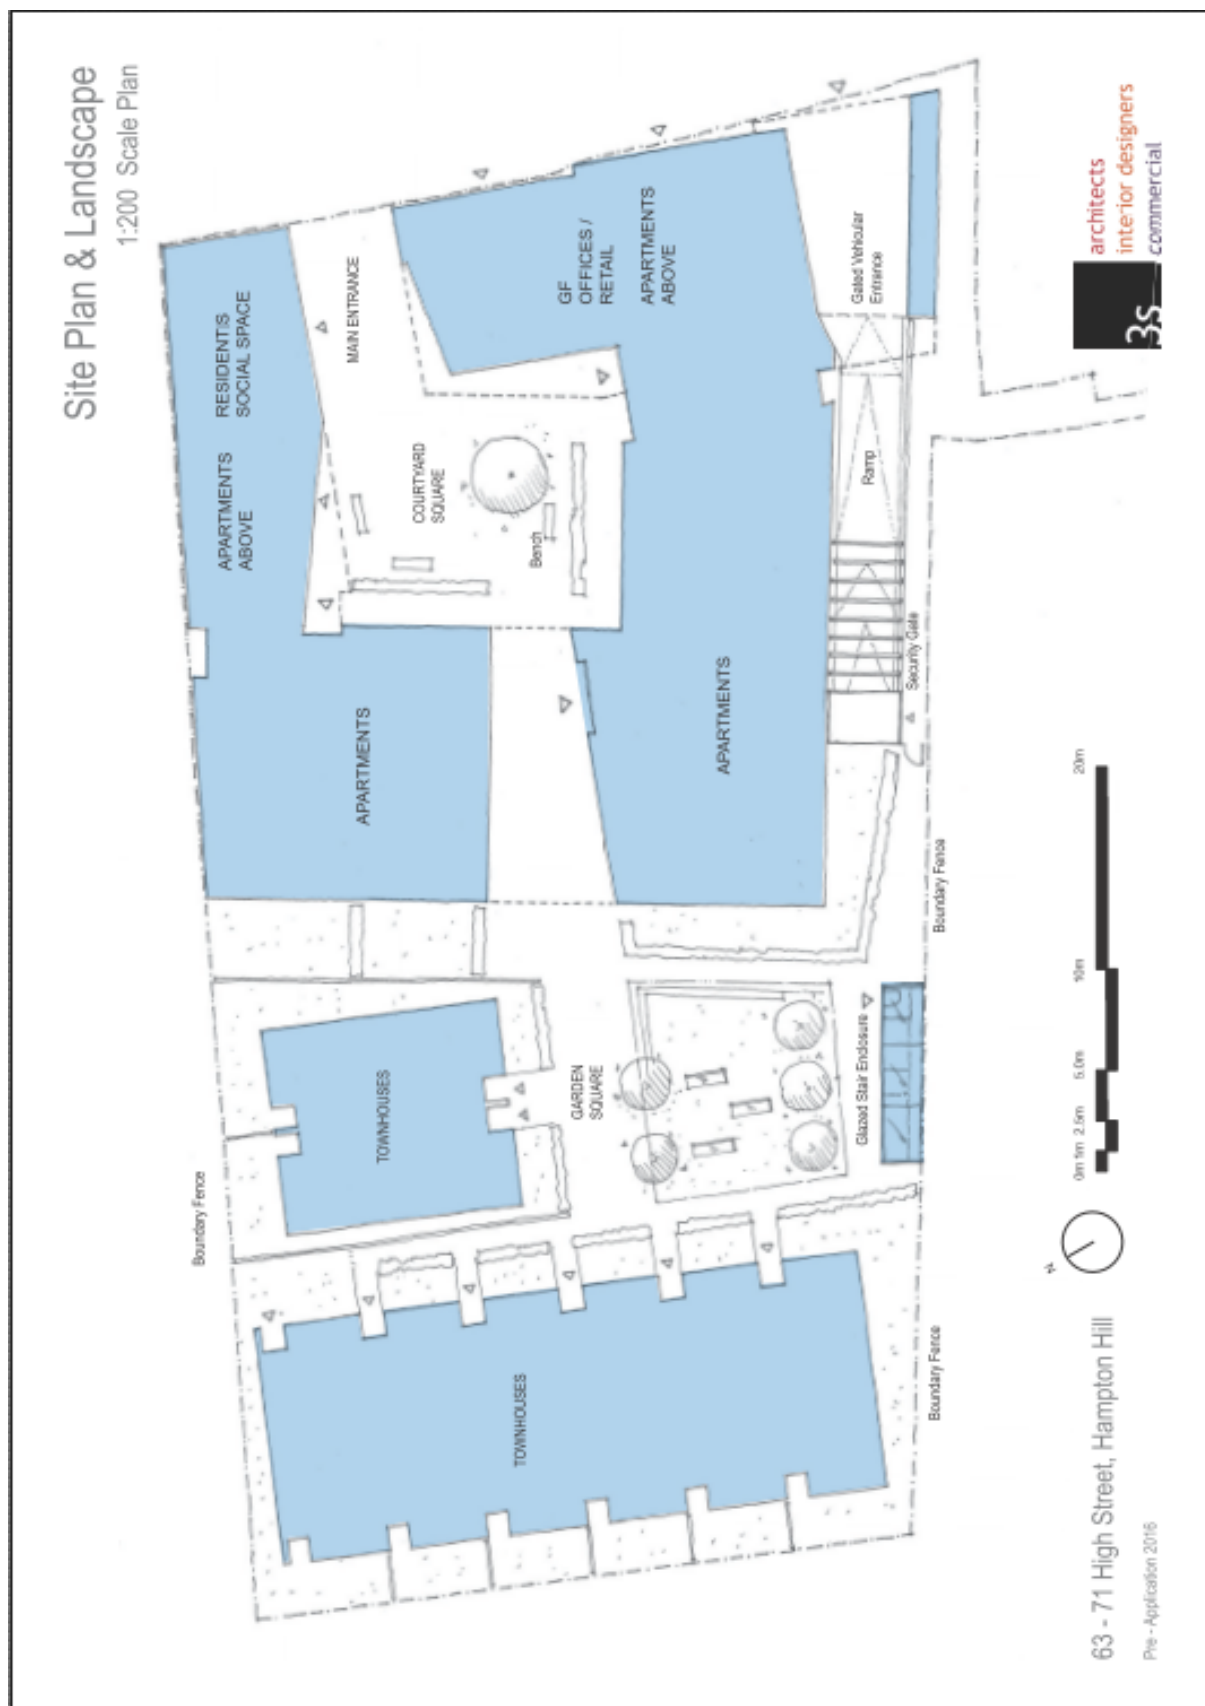 Site Plan & Landscape
1:200 Scale Plan
APARTMENTS
ABOVE
RESIDENTIS
SOCIAL SPACE
MAIN ENTRANCE
COURTYARD
SQUARE
Bench
GF
OFFICES /
RETAIL
APARTMENTS
ABOVE
Gated Vehicular
Entrance
Ramp
Security Gate
APARTMENTS
APARTMENTS
Boundary Fence
TOWNHOUSES
GARDEN
SQUARE
Glazed Stair Enclosure
Boundary Fence
TOWNHOUSES
Boundary Fence
N
0m 1m 2.5m 5.0m 10m 20m
63 - 71 High Street, Hampton Hill
Pre - Application 2016
3s
architects
interior designers
commercial